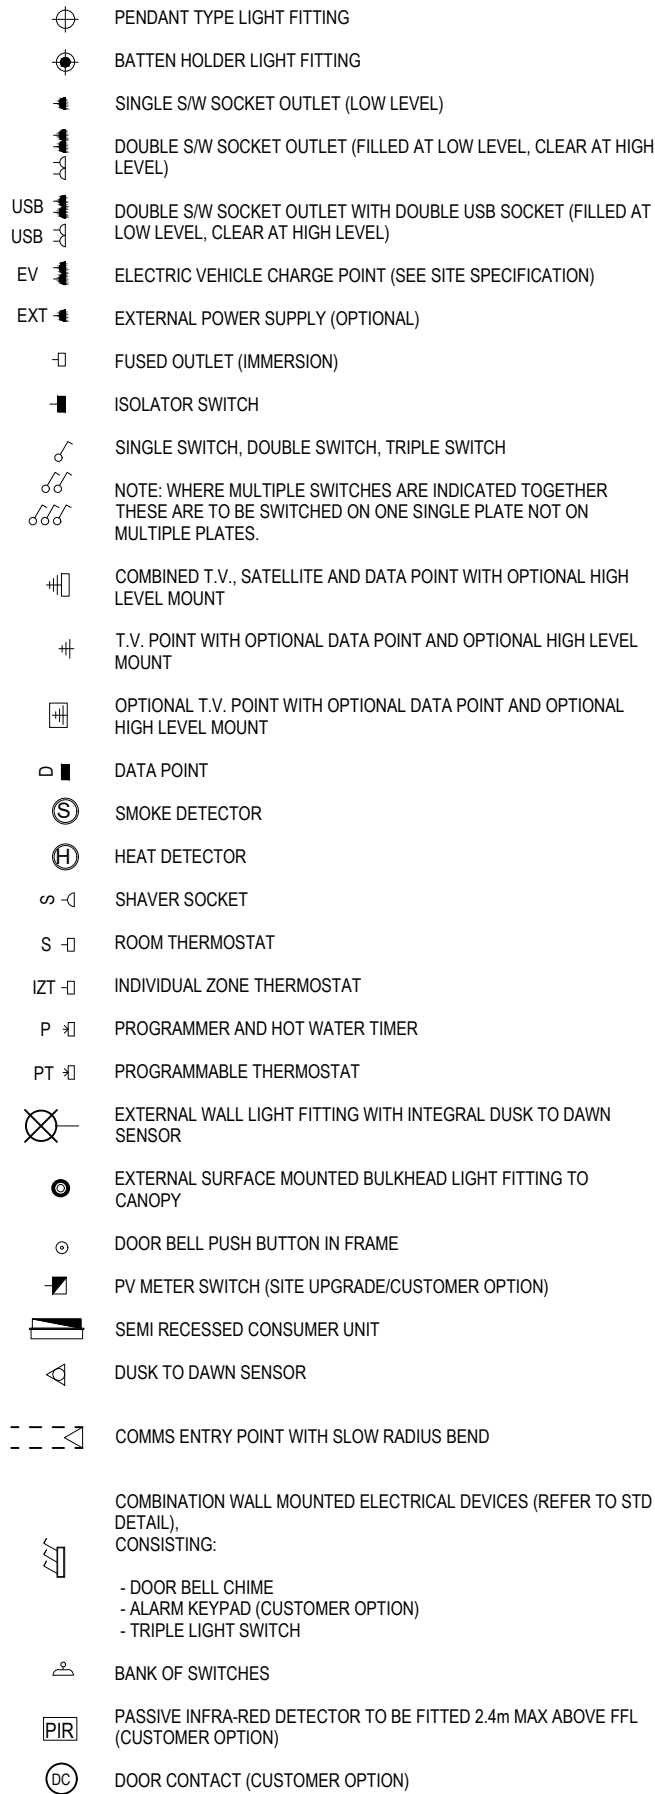 PENDANT TYPE LIGHT FITTING
BATTEN HOLDER LIGHT FITTING
SINGLE S/W SOCKET OUTLET (LOW LEVEL)
DOUBLE S/W SOCKET OUTLET (FILLED AT LOW LEVEL, CLEAR AT HIGH
LEVEL)
USB
USB
DOUBLE S/W SOCKET OUTLET WITH DOUBLE USB SOCKET (FILLED AT
LOW LEVEL, CLEAR AT HIGH LEVEL)
EV ELECTRIC VEHICLE CHARGE POINT (SEE SITE SPECIFICATION)
EXT EXTERNAL POWER SUPPLY (OPTIONAL)
FUSED OUTLET (IMMERSION)
ISOLATOR SWITCH
SINGLE SWITCH, DOUBLE SWITCH, TRIPLE SWITCH
NOTE: WHERE MULTIPLE SWITCHES ARE INDICATED TOGETHER
THESE ARE TO BE SWITCHED ON ONE SINGLE PLATE NOT ON
MULTIPLE PLATES.
COMBINED T.V., SATELLITE AND DATA POINT WITH OPTIONAL HIGH
LEVEL MOUNT
T.V. POINT WITH OPTIONAL DATA POINT AND OPTIONAL HIGH LEVEL
MOUNT
OPTIONAL T.V. POINT WITH OPTIONAL DATA POINT AND OPTIONAL
HIGH LEVEL MOUNT
D DATA POINT
S SMOKE DETECTOR
H HEAT DETECTOR
S SHAVER SOCKET
S ROOM THERMOSTAT
IZT INDIVIDUAL ZONE THERMOSTAT
P PROGRAMMER AND HOT WATER TIMER
PT PROGRAMMABLE THERMOSTAT
EXTERNAL WALL LIGHT FITTING WITH INTEGRAL DUSK TO DAWN
SENSOR
EXTERNAL SURFACE MOUNTED BULKHEAD LIGHT FITTING TO
CANOPY
DOOR BELL PUSH BUTTON IN FRAME
PV METER SWITCH (SITE UPGRADE/CUSTOMER OPTION)
SEMI RECESSED CONSUMER UNIT
DUSK TO DAWN SENSOR
COMMS ENTRY POINT WITH SLOW RADIUS BEND
COMBINATION WALL MOUNTED ELECTRICAL DEVICES (REFER TO STD
DETAIL),
CONSISTING:
- DOOR BELL CHIME
- ALARM KEYPAD (CUSTOMER OPTION)
- TRIPLE LIGHT SWITCH
BANK OF SWITCHES
PIR PASSIVE INFRA-RED DETECTOR TO BE FITTED 2.4m MAX ABOVE FFL
(CUSTOMER OPTION)
DC DOOR CONTACT (CUSTOMER OPTION)